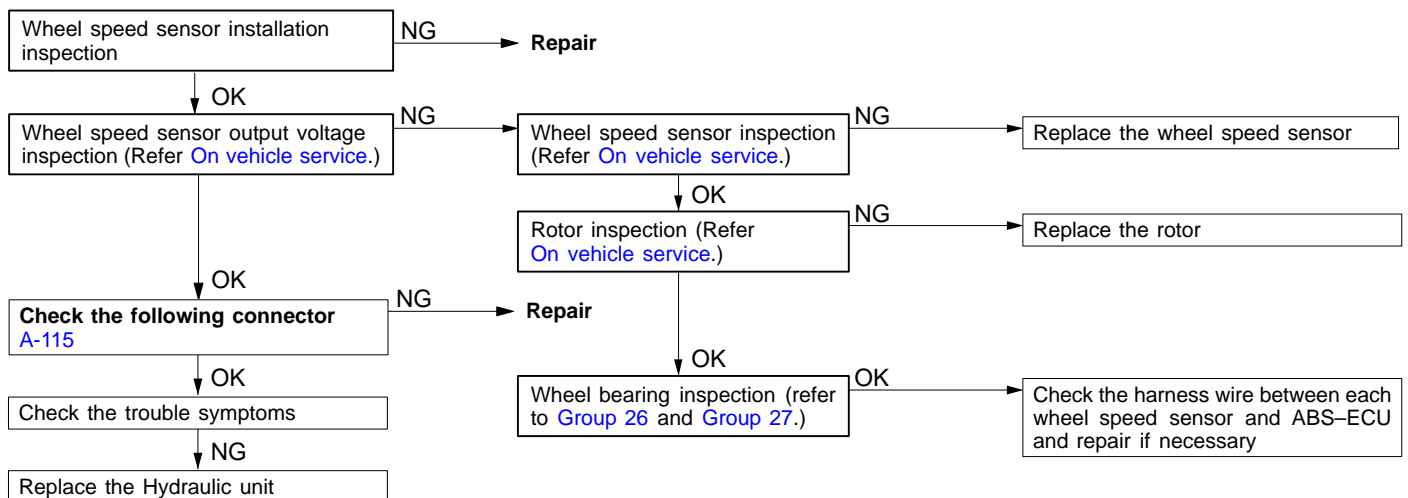 Wheel speed sensor installation
inspection
NG
Repair
OK
Wheel speed sensor output voltage
inspection (Refer On vehicle service.)
NG
Wheel speed sensor inspection
(Refer On vehicle service.)
NG
Replace the wheel speed sensor
OK
Rotor inspection (Refer
On vehicle service.)
NG
Replace the rotor
OK
Check the following connector
A-115
NG
Repair
OK
Wheel bearing inspection (refer
to Group 26 and Group 27.)
OK
Check the harness wire between each
wheel speed sensor and ABS–ECU
and repair if necessary
OK
Check the trouble symptoms
NG
Replace the Hydraulic unit